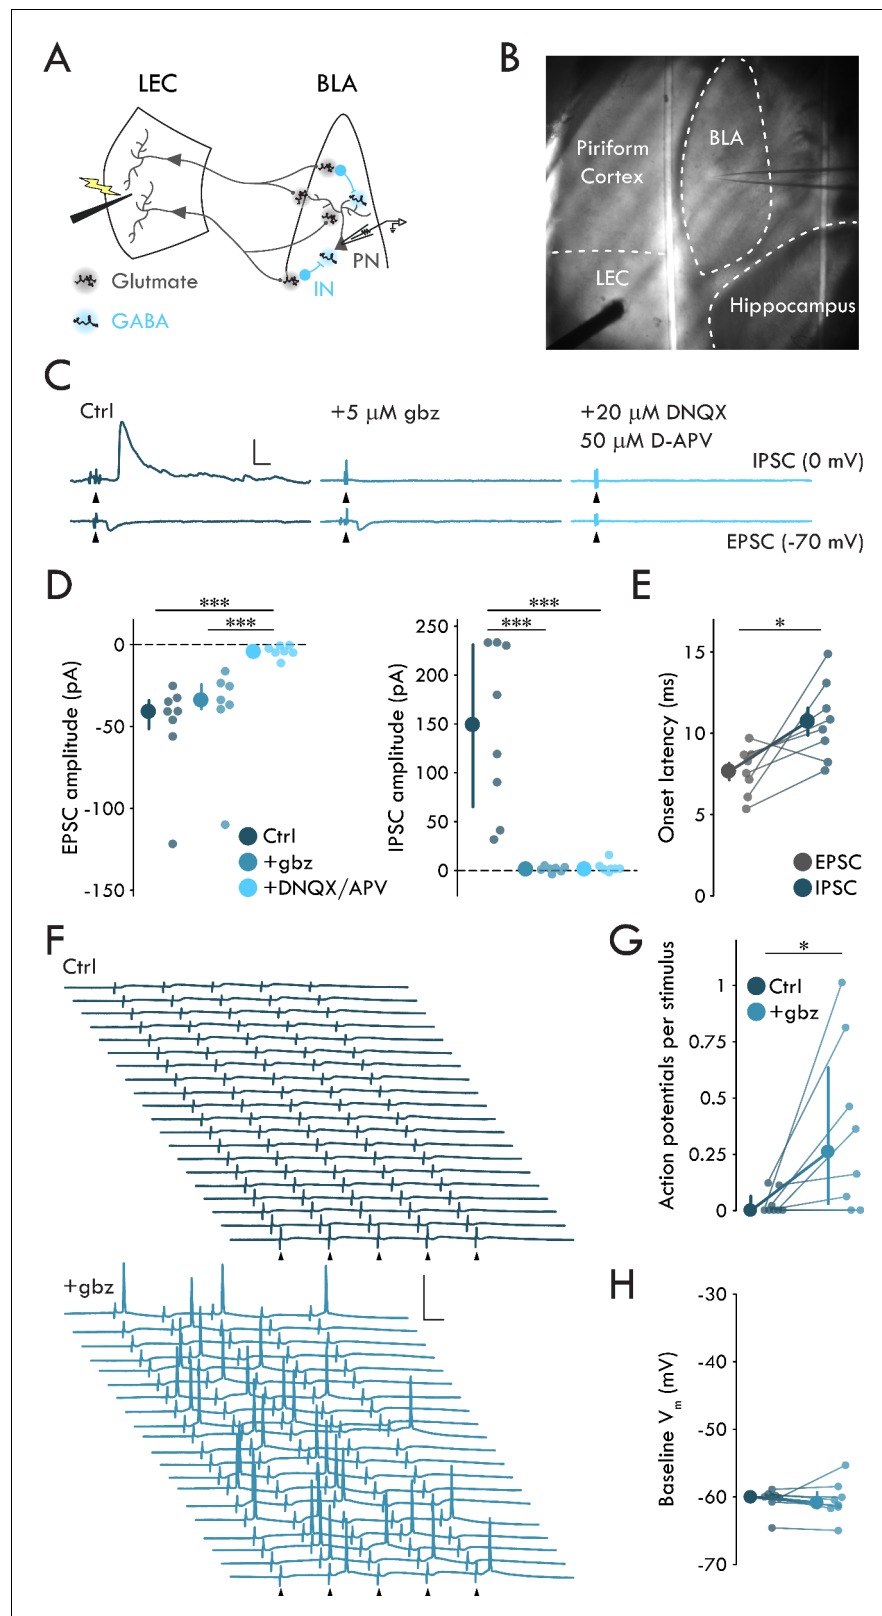 A
LEC
BLA
PN
IN
Glutmate
GABA
B
Piriform
Cortex
BLA
LEC
Hippocampus
C
Ctrl
+5 µM gbz
+20 µM DNQX
50 µM D-APV
IPSC (0 mV)
EPSC (-70 mV)
D
***
***
EPSC amplitude (pA)
0
-50
-100
-150
Ctrl
+gbz
+DNQX/APV
***
***
IPSC amplitude (pA)
250
200
150
100
50
0
E
*
Onset latency (ms)
15
10
5
0
EPSC
IPSC
F
Ctrl
+gbz
G
*
Action potentials per stimulus
1
0.75
0.5
0.25
0
Ctrl
+gbz
H
Baseline Vm (mV)
-30
-40
-50
-60
-70